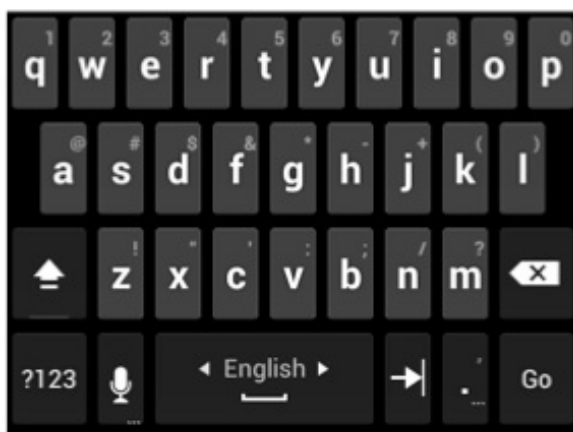 1 2 3 4 5 6 7 8 9 0
q w e r t y u i o p
@ # $ & * - + ( )
a s d f g h j k l
! " ' : ; / ?
z x c v b n m
?123 ◂ English ▸ . , ... Go